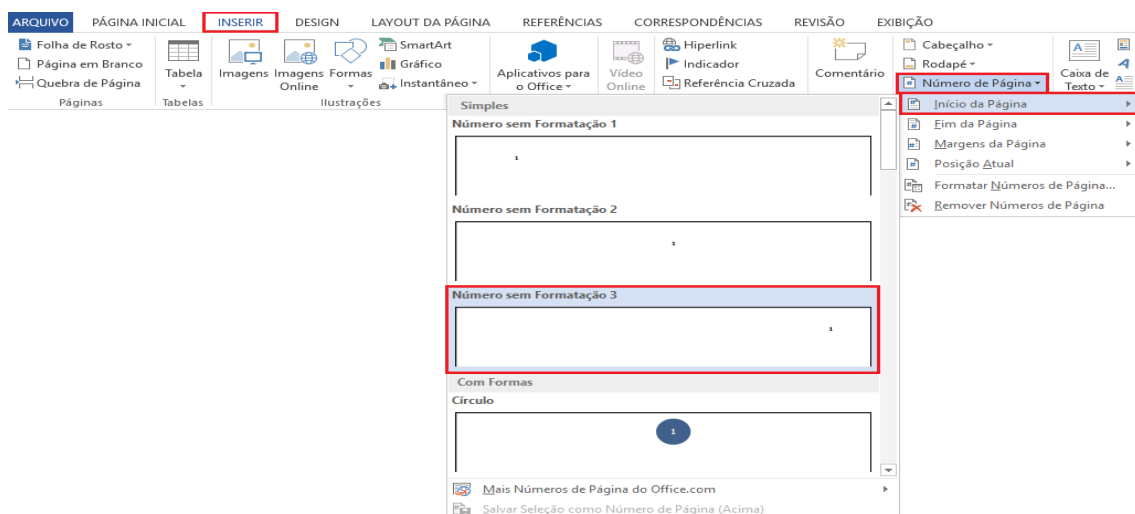 ARQUIVO PÁGINA INICIAL INSERIR DESIGN LAYOUT DA PÁGINA REFERÊNCIAS CORRESPONDÊNCIAS REVISÃO EXIBIÇÃO
Folha de Rosto
Página em Branco
Quebra de Página
Páginas
Tabela
Tabelas
Imagens
Imagens Online
Formas
SmartArt
Gráfico
Instantâneo
Ilustrações
Aplicativos para
o Office
Vídeo
Online
Hiperlink
Indicador
Referência Cruzada
Comentário
Cabeçalho
Rodapé
Número de Página
Caixa de
Texto
Início da Página
Fim da Página
Margens da Página
Posição Atual
Formatar Números de Página...
Remover Números de Página
Simples
Número sem Formatação 1
1
Número sem Formatação 2
1
Número sem Formatação 3
1
Com Formas
Círculo
1
Mais Números de Página do Office.com
Salvar Seleção como Número de Página (Acima)